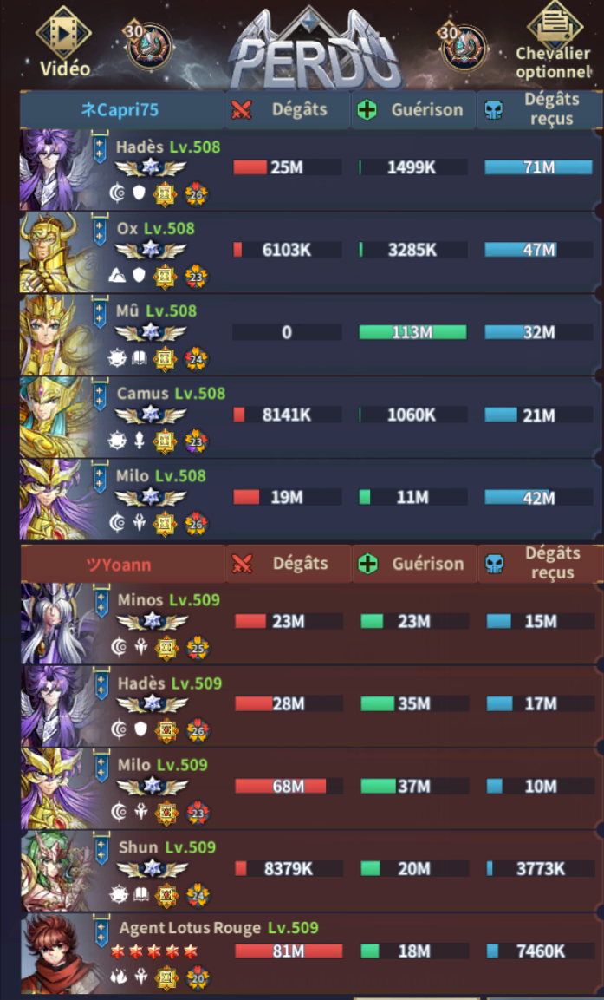 30
30
PERDU
Vidéo
Chevalier
optionnel
ネCapri75
Dégâts
Guérison
Dégâts
reçus
Hadès Lv.508
25M
1499K
71M
26
Ox Lv.508
6103K
3285K
47M
23
Mû Lv.508
0
113M
32M
24
Camus Lv.508
8141K
1060K
21M
23
Milo Lv.508
19M
11M
42M
26
ツYoann
Dégâts
Guérison
Dégâts
reçus
Minos Lv.509
23M
23M
15M
25
Hadès Lv.509
28M
35M
17M
26
Milo Lv.509
68M
37M
10M
23
Shun Lv.509
8379K
20M
3773K
24
Agent Lotus Rouge Lv.509
81M
18M
7460K
20